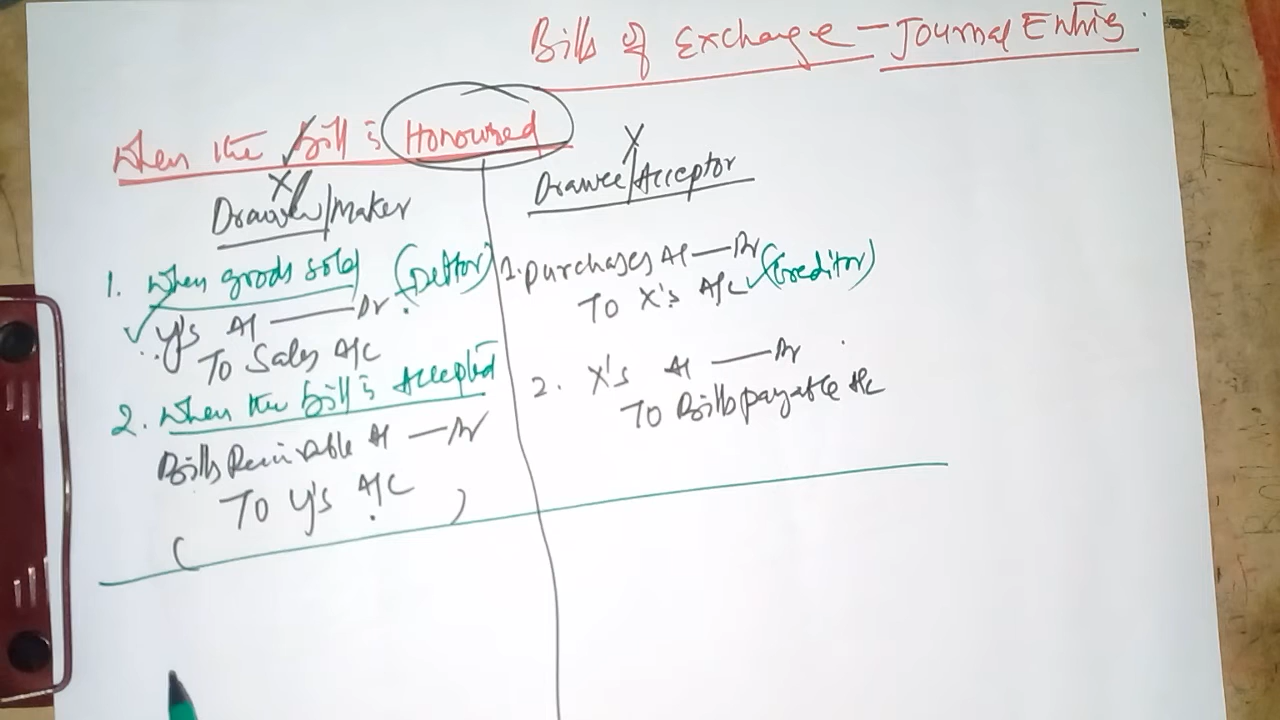 Bills of Exchange - Journal Entries
When the bill is Honoured
X
Drawer/Maker
1. When goods sold (Debtor)
Y's A/c — Dr
To Sales A/c
2. When the bill is Accepted
Bills Receivable A/c — Dr
To Y's A/c
( )
X
Drawee/Acceptor
1. Purchases A/c — Dr (Creditor)
To X's A/c
2. X's A/c — Dr
To Bills payable A/c